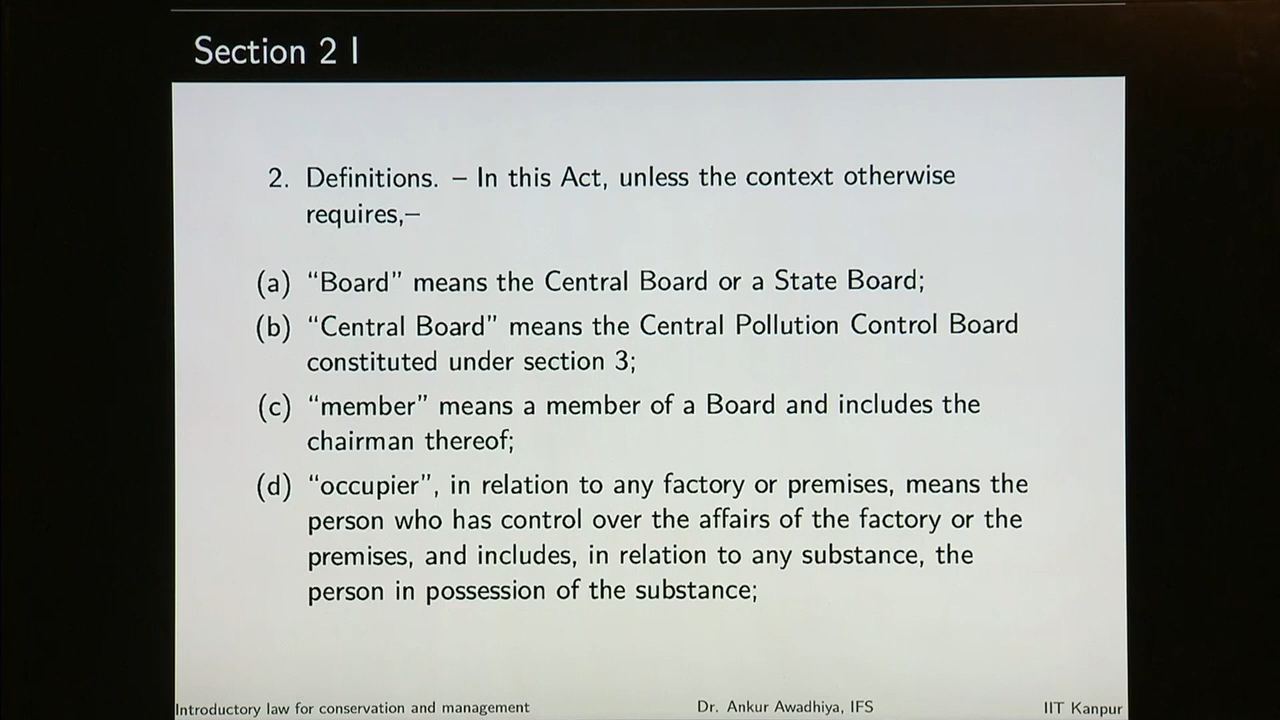 Section 2 I
2. Definitions. – In this Act, unless the context otherwise
requires,–
(a) “Board” means the Central Board or a State Board;
(b) “Central Board” means the Central Pollution Control Board
constituted under section 3;
(c) “member” means a member of a Board and includes the
chairman thereof;
(d) “occupier”, in relation to any factory or premises, means the
person who has control over the affairs of the factory or the
premises, and includes, in relation to any substance, the
person in possession of the substance;
Introductory law for conservation and management Dr. Ankur Awadhiya, IFS IIT Kanpur